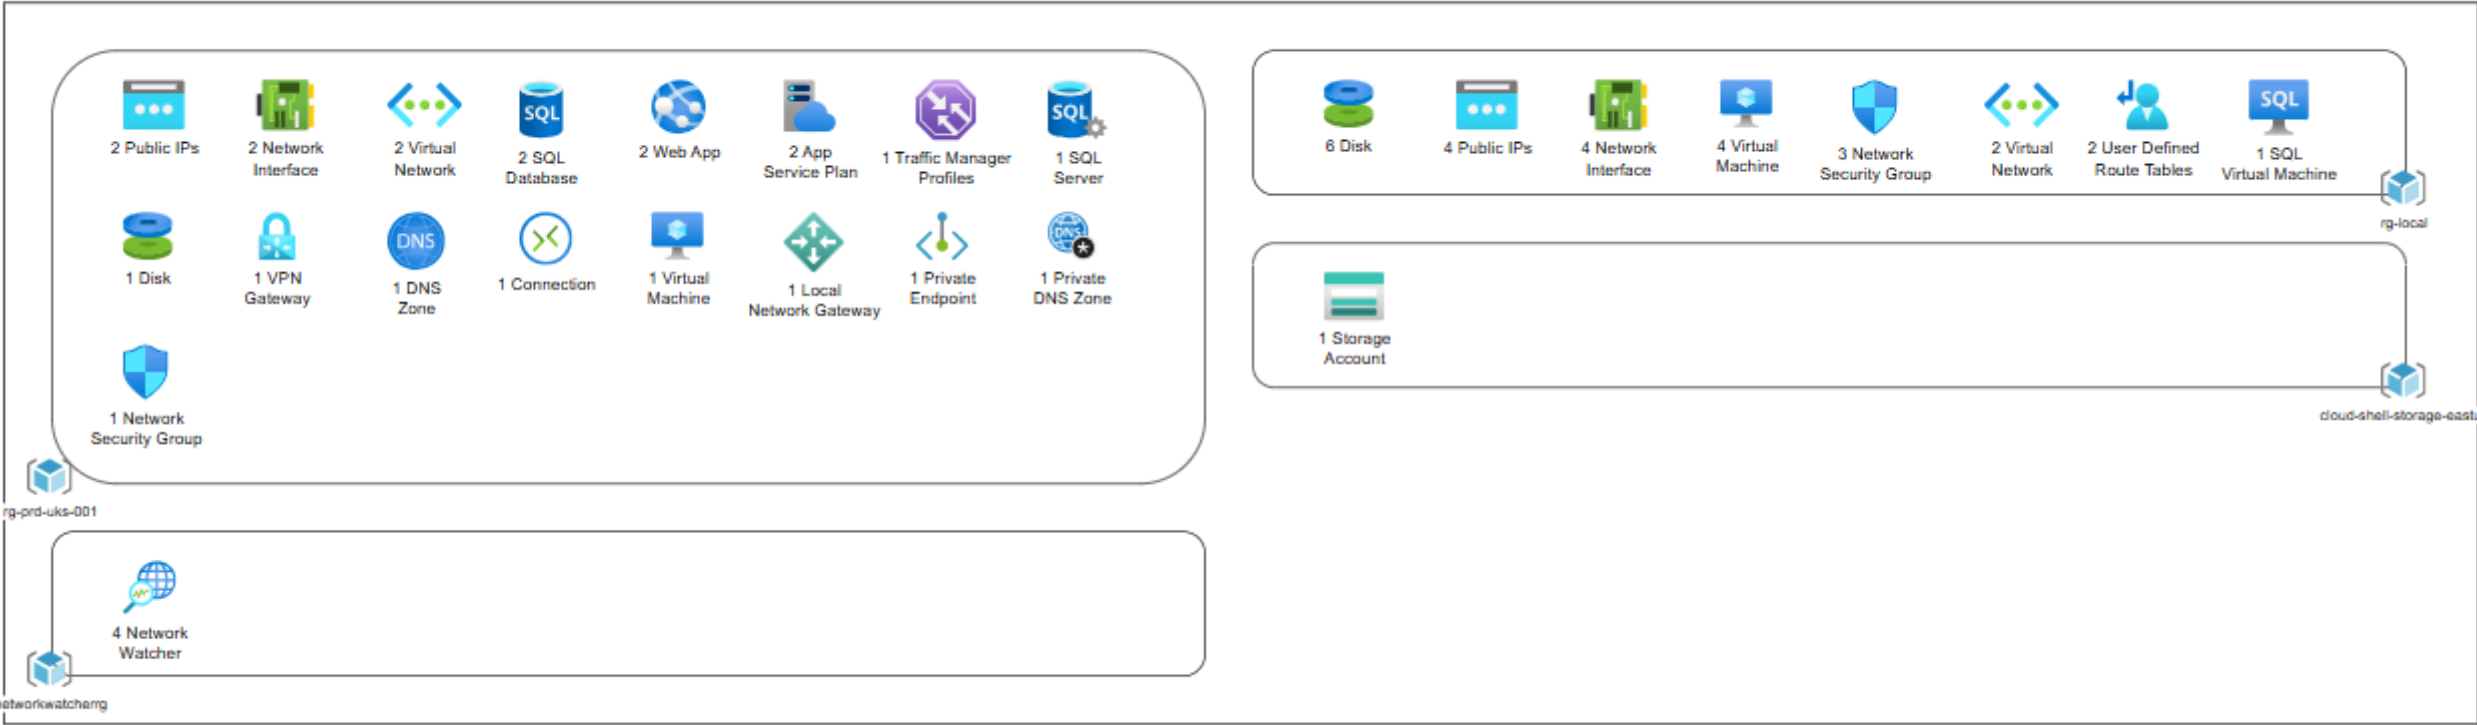 2 Public IPs
2 Network
Interface
2 Virtual
Network
SQL
2 SQL
Database
2 Web App
2 App
Service Plan
1 Traffic Manager
Profiles
SQL
1 SQL
Server
1 Disk
1 VPN
Gateway
DNS
1 DNS
Zone
1 Connection
1 Virtual
Machine
1 Local
Network Gateway
1 Private
Endpoint
DNS
1 Private
DNS Zone
1 Network
Security Group
rg-prd-uks-001
4 Network
Watcher
etworkwatcherrg
6 Disk
4 Public IPs
4 Network
Interface
4 Virtual
Machine
3 Network
Security Group
2 Virtual
Network
2 User Defined
Route Tables
SQL
1 SQL
Virtual Machine
rg-local
1 Storage
Account
cloud-shell-storage-eastu